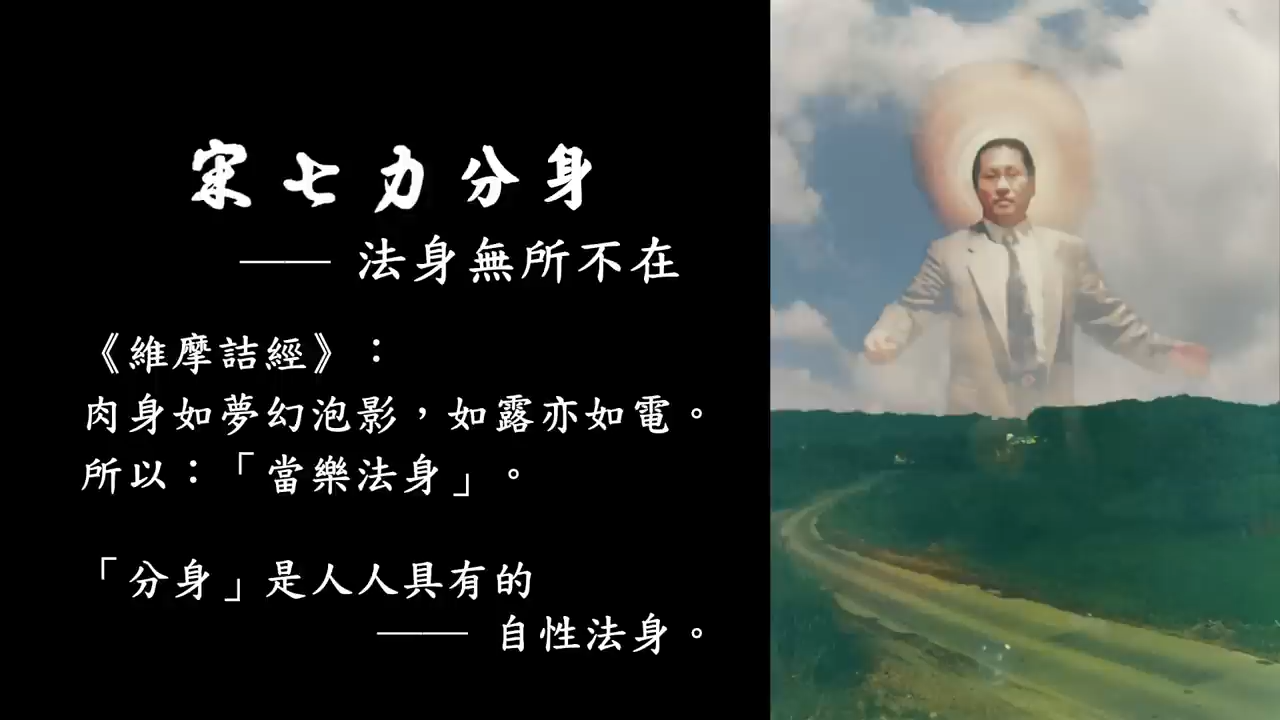 宋七力分身
—— 法身無所不在
《維摩詰經》：
肉身如夢幻泡影，如露亦如電。
所以：「當樂法身」。
「分身」是人人具有的
—— 自性法身。